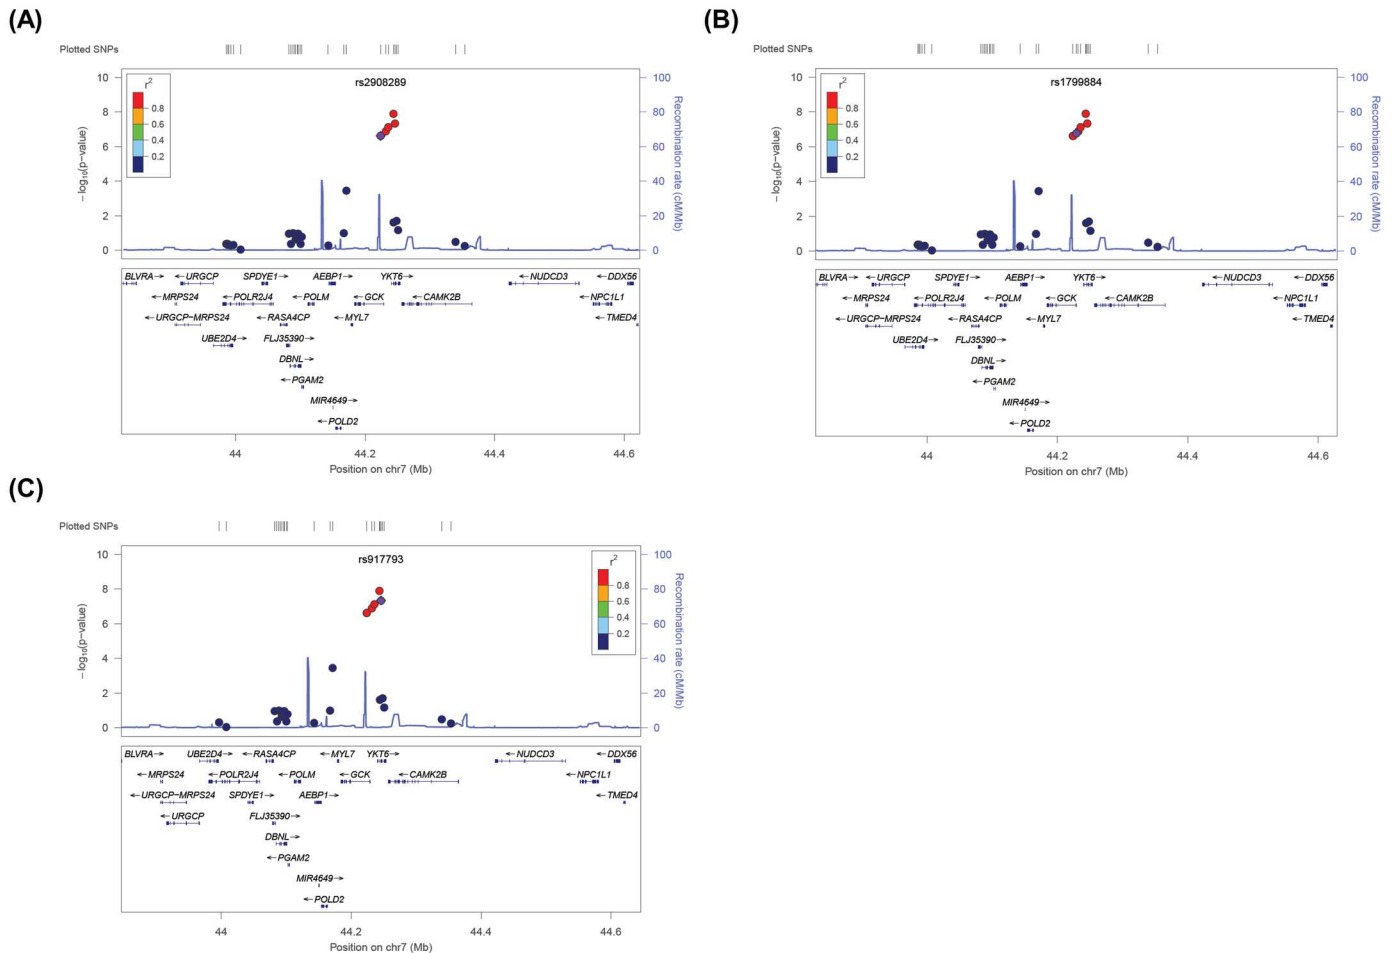 (A)
Plotted SNPs
rs2908289
r2
0.8
0.6
0.4
0.2
10
8
6
4
2
0
−log10(p−value)
100
80
60
40
20
0
Recombination rate (cM/Mb)
BLVRA→ ←URGCP SPDYE1→ AEBP1→ YKT6→ ←NUDCD3 ←DDX56
←MRPS24 ←POLR2J4 ←POLM ←GCK ←CAMK2B ←NPC1L1
←URGCP−MRPS24 ←RASA4CP ←MYL7 ←TMED4
UBE2D4→ FLJ35390→
DBNL→
←PGAM2
MIR4649→
←POLD2
44 44.2 44.4 44.6
Position on chr7 (Mb)
(B)
Plotted SNPs
rs1799884
r2
0.8
0.6
0.4
0.2
10
8
6
4
2
0
−log10(p−value)
100
80
60
40
20
0
Recombination rate (cM/Mb)
BLVRA→ ←URGCP SPDYE1→ AEBP1→ YKT6→ ←NUDCD3 ←DDX56
←MRPS24 ←POLR2J4 ←POLM ←GCK ←CAMK2B ←NPC1L1
←URGCP−MRPS24 ←RASA4CP ←MYL7 ←TMED4
UBE2D4→ FLJ35390→
DBNL→
←PGAM2
MIR4649→
←POLD2
44 44.2 44.4 44.6
Position on chr7 (Mb)
(C)
Plotted SNPs
rs917793
r2
0.8
0.6
0.4
0.2
10
8
6
4
2
0
−log10(p−value)
100
80
60
40
20
0
Recombination rate (cM/Mb)
BLVRA→ UBE2D4→ ←RASA4CP ←MYL7 YKT6→ ←NUDCD3 ←DDX56
←MRPS24 ←POLR2J4 ←POLM ←GCK ←CAMK2B ←NPC1L1
←URGCP−MRPS24 SPDYE1→ AEBP1→ ←TMED4
←URGCP FLJ35390→
DBNL→
←PGAM2
MIR4649→
←POLD2
44 44.2 44.4 44.6
Position on chr7 (Mb)